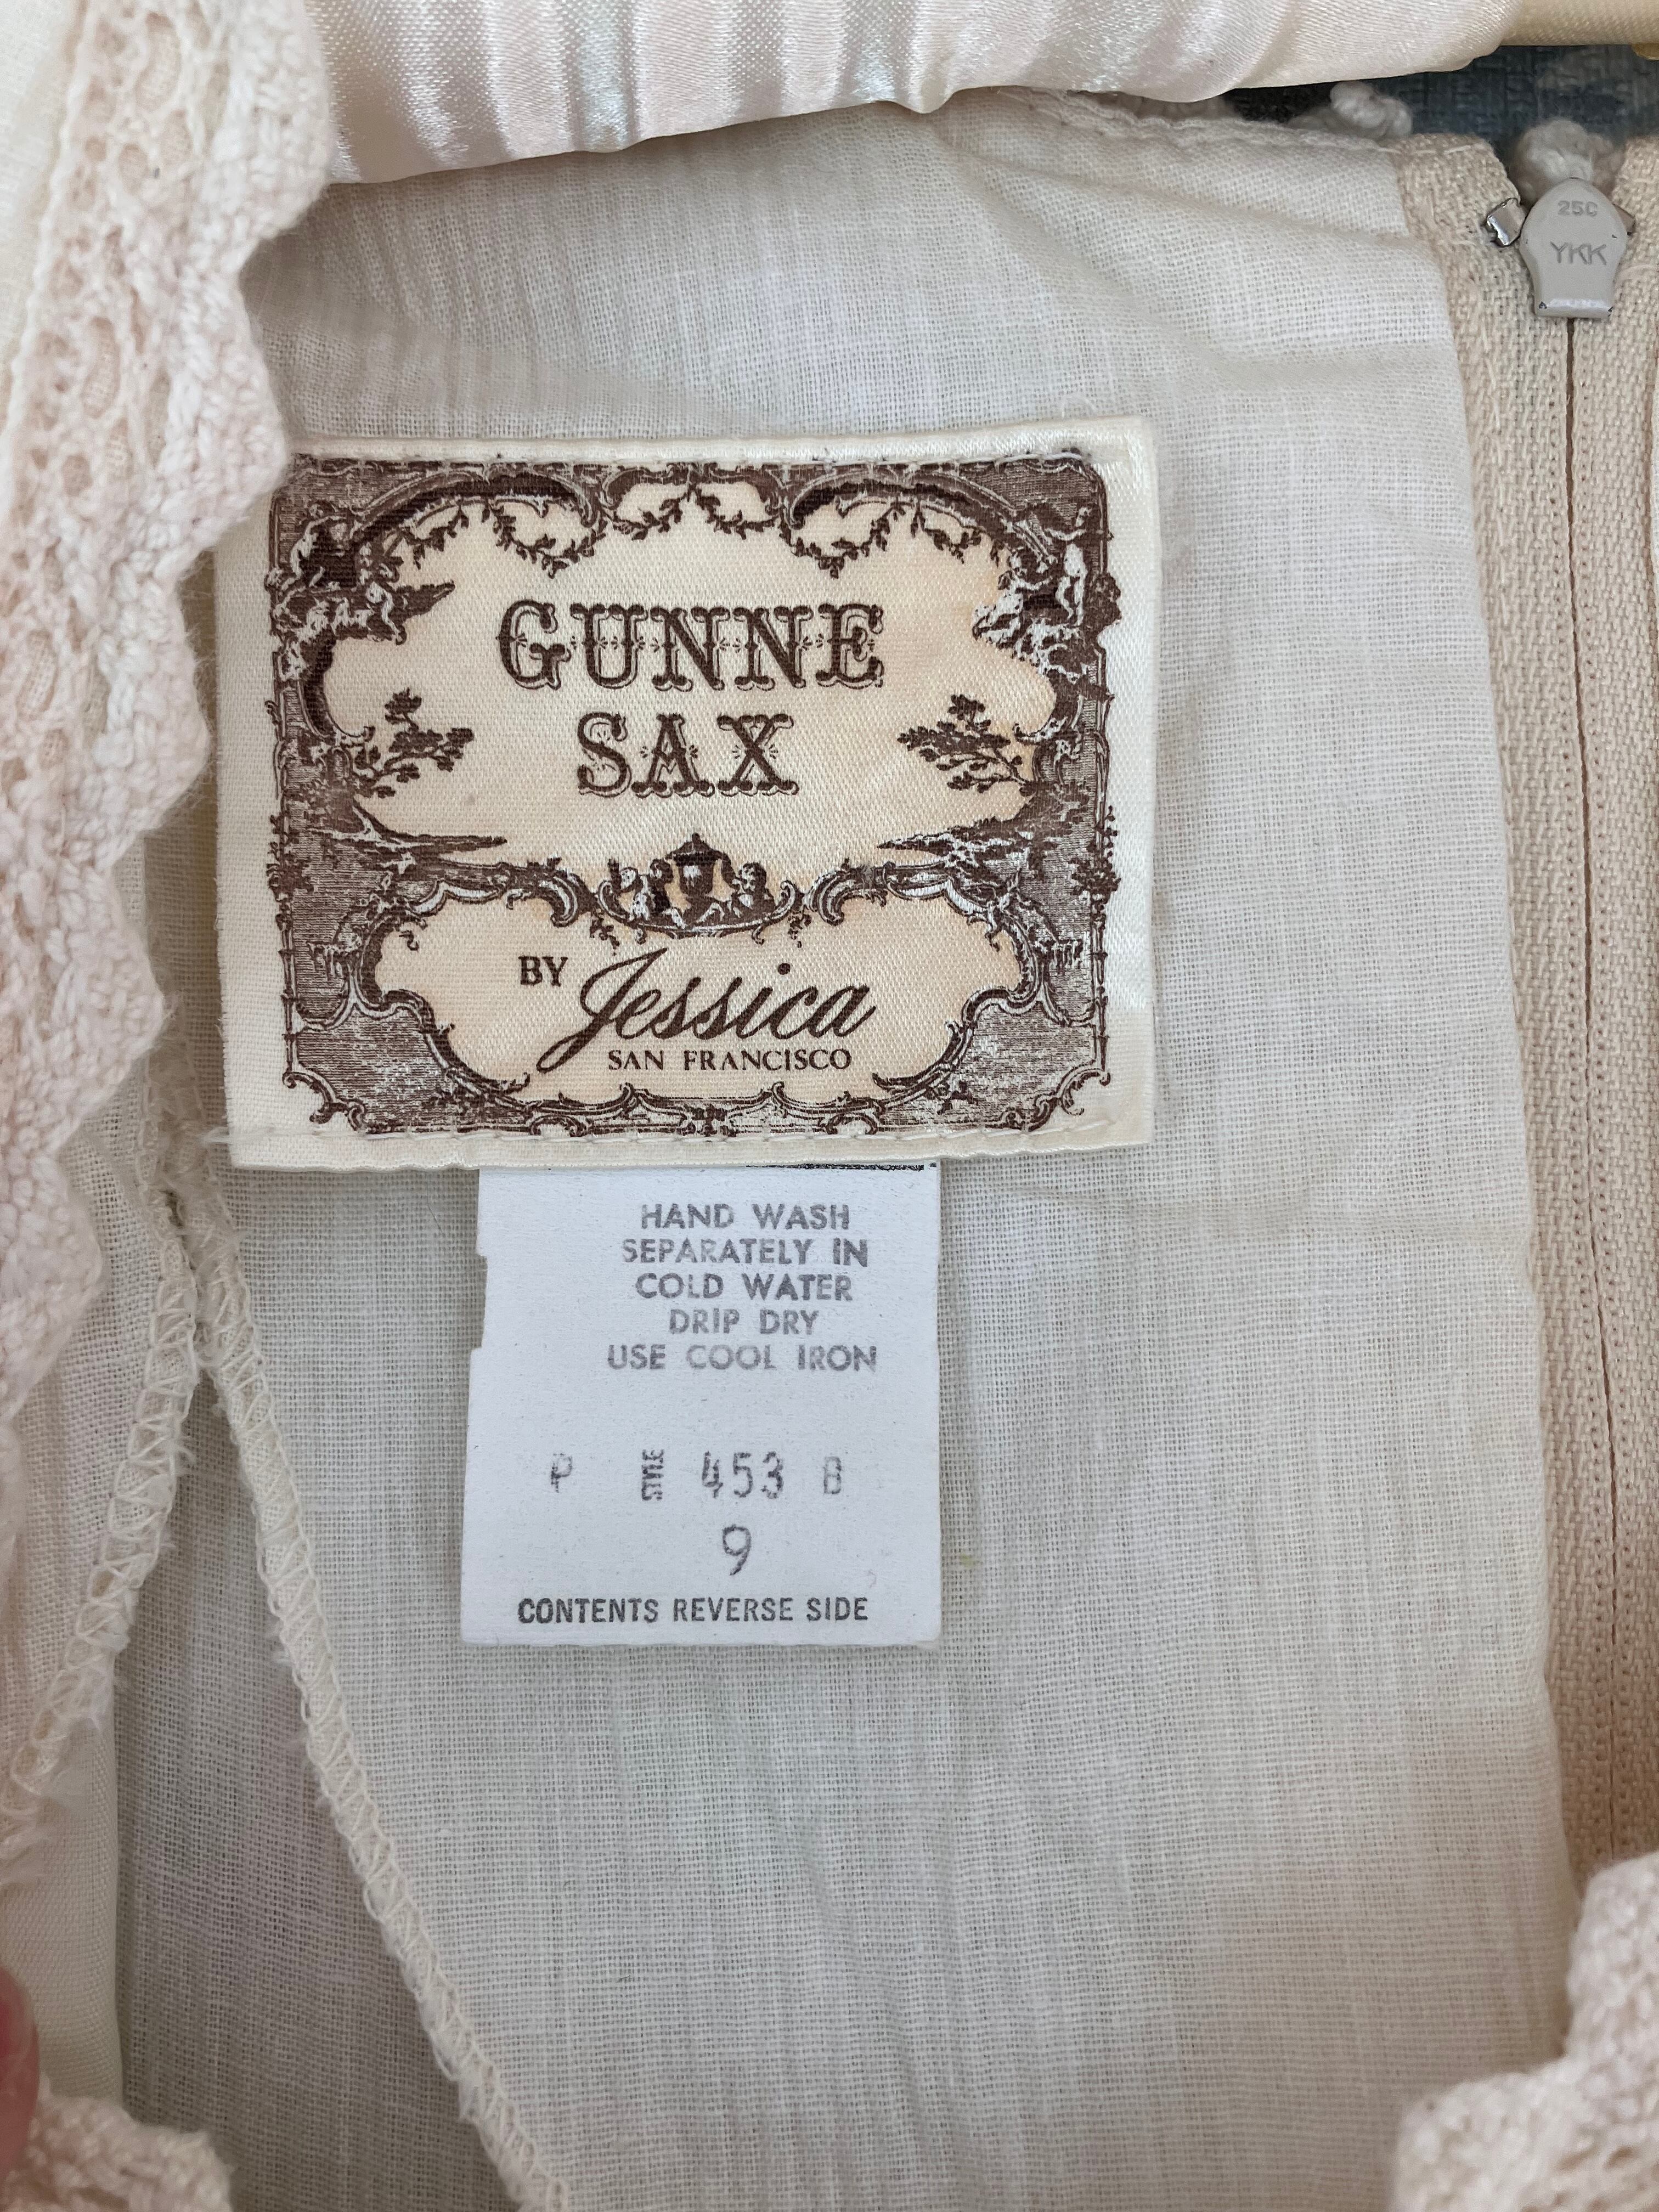 25C
YKK
GUNNE
SAX
BY Jessica
SAN FRANCISCO
HAND WASH
SEPARATELY IN
COLD WATER
DRIP DRY
USE COOL IRON
P STYLE 453 B
9
CONTENTS REVERSE SIDE